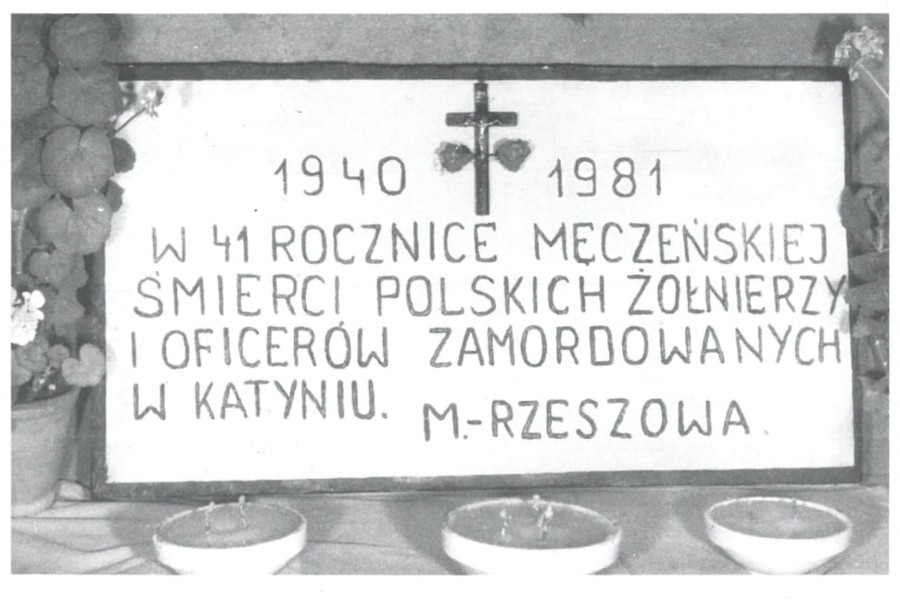 1940 1981
W 41 ROCZNICE MĘCZEŃSKIEJ
ŚMIERCI POLSKICH ŻOŁNIERZY
I OFICERÓW ZAMORDOWANYCH
W KATYNIU.
M.-RZESZOWA.